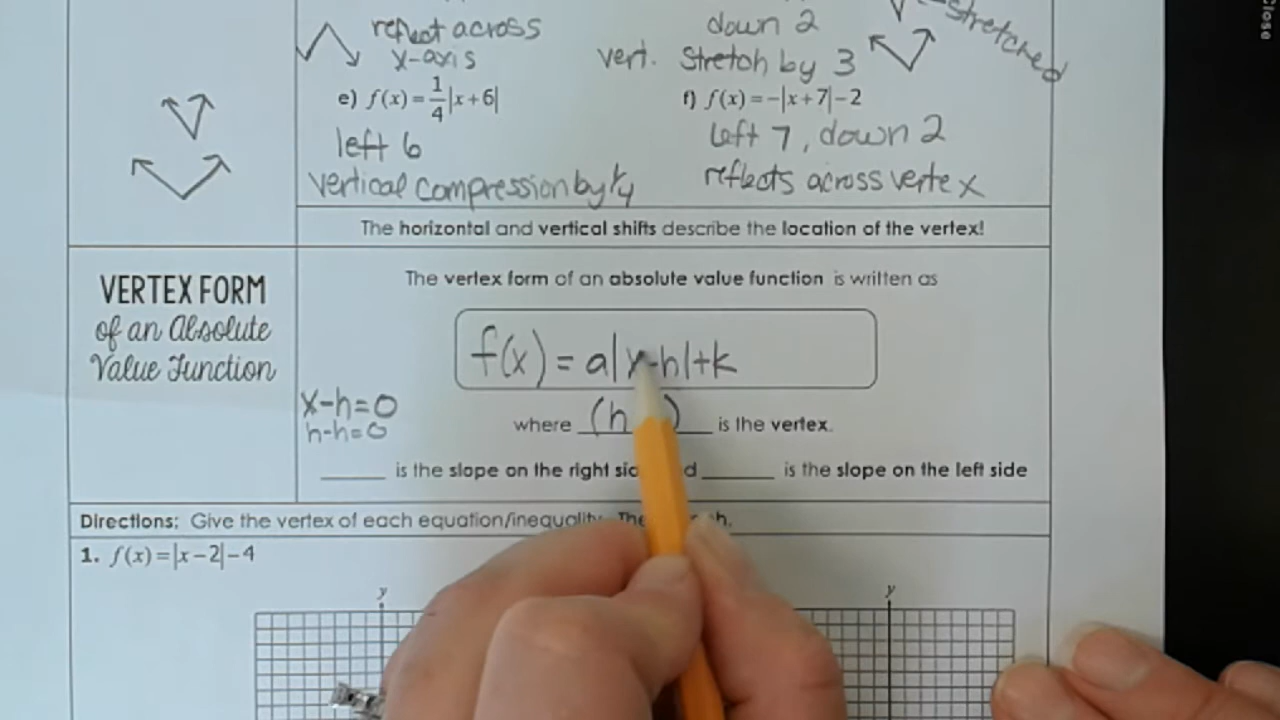 reflect across
x-axis
down 2
vert. stretch by 3
stretched
Close
e) f(x) = 1/4|x+6|
left 6
vertical compression by 1/4
f) f(x) = -|x+7|-2
left 7, down 2
reflects across vertex
The horizontal and vertical shifts describe the location of the vertex!
VERTEX FORM
of an Absolute
Value Function
The vertex form of an absolute value function is written as
f(x) = a|x-h|+k
x-h=0
h-h=0
where (h ) is the vertex.
is the slope on the right is the slope on the left side
Directions: Give the vertex of each equation/inequality.
1. f(x) = |x-2|-4
y
y